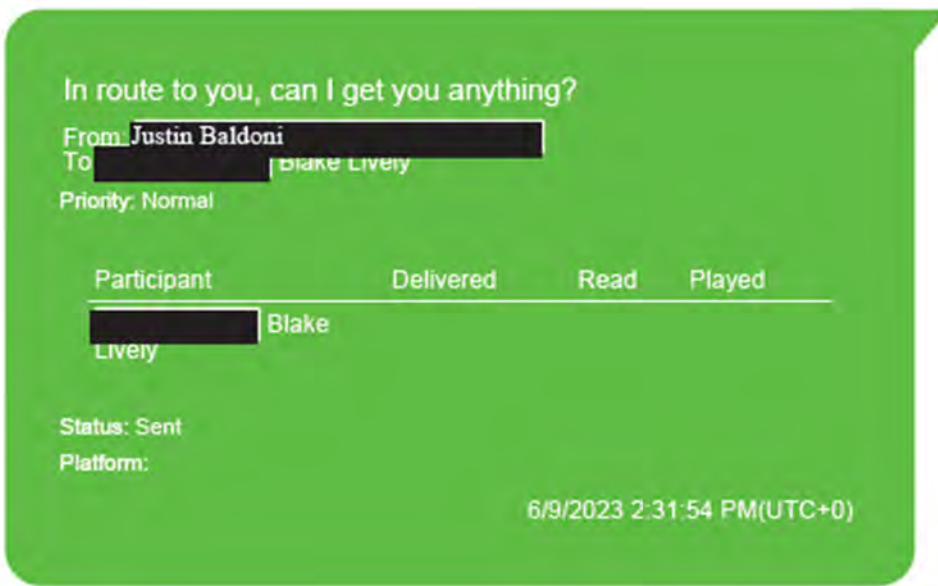 In route to you, can I get you anything?
From: Justin Baldoni
To Blake Lively
Priority: Normal
Participant Delivered Read Played
Blake
Lively
Status: Sent
Platform:
6/9/2023 2:31:54 PM(UTC+0)